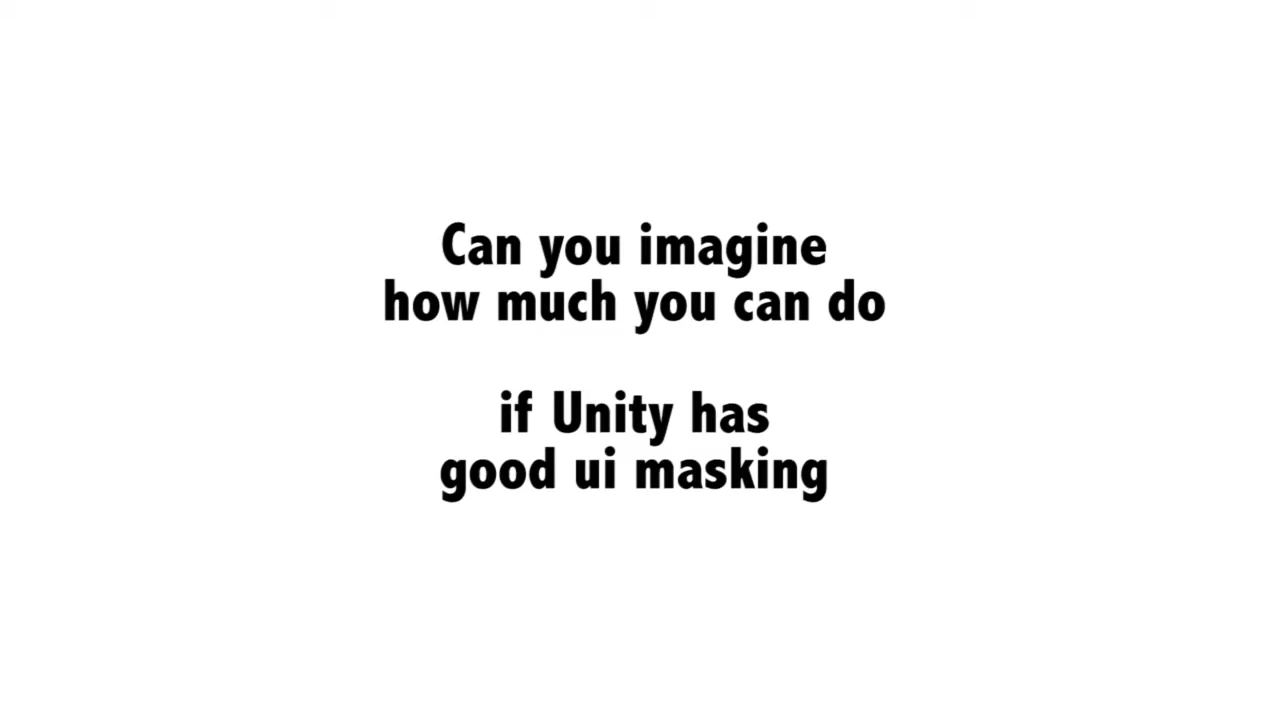 Can you imagine
how much you can do
if Unity has
good ui masking